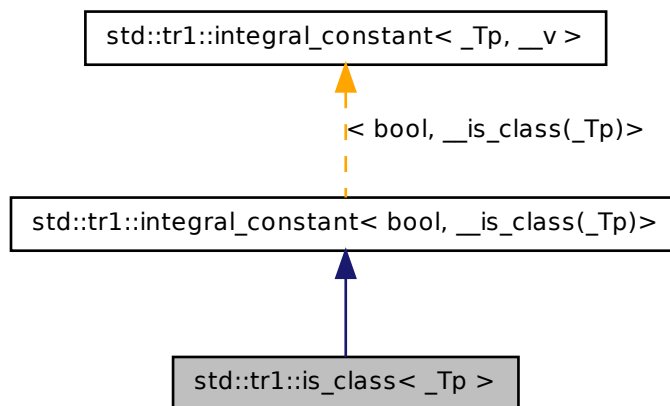 std::tr1::integral_constant< _Tp, __v >
< bool, __is_class(_Tp)>
std::tr1::integral_constant< bool, __is_class(_Tp)>
std::tr1::is_class< _Tp >